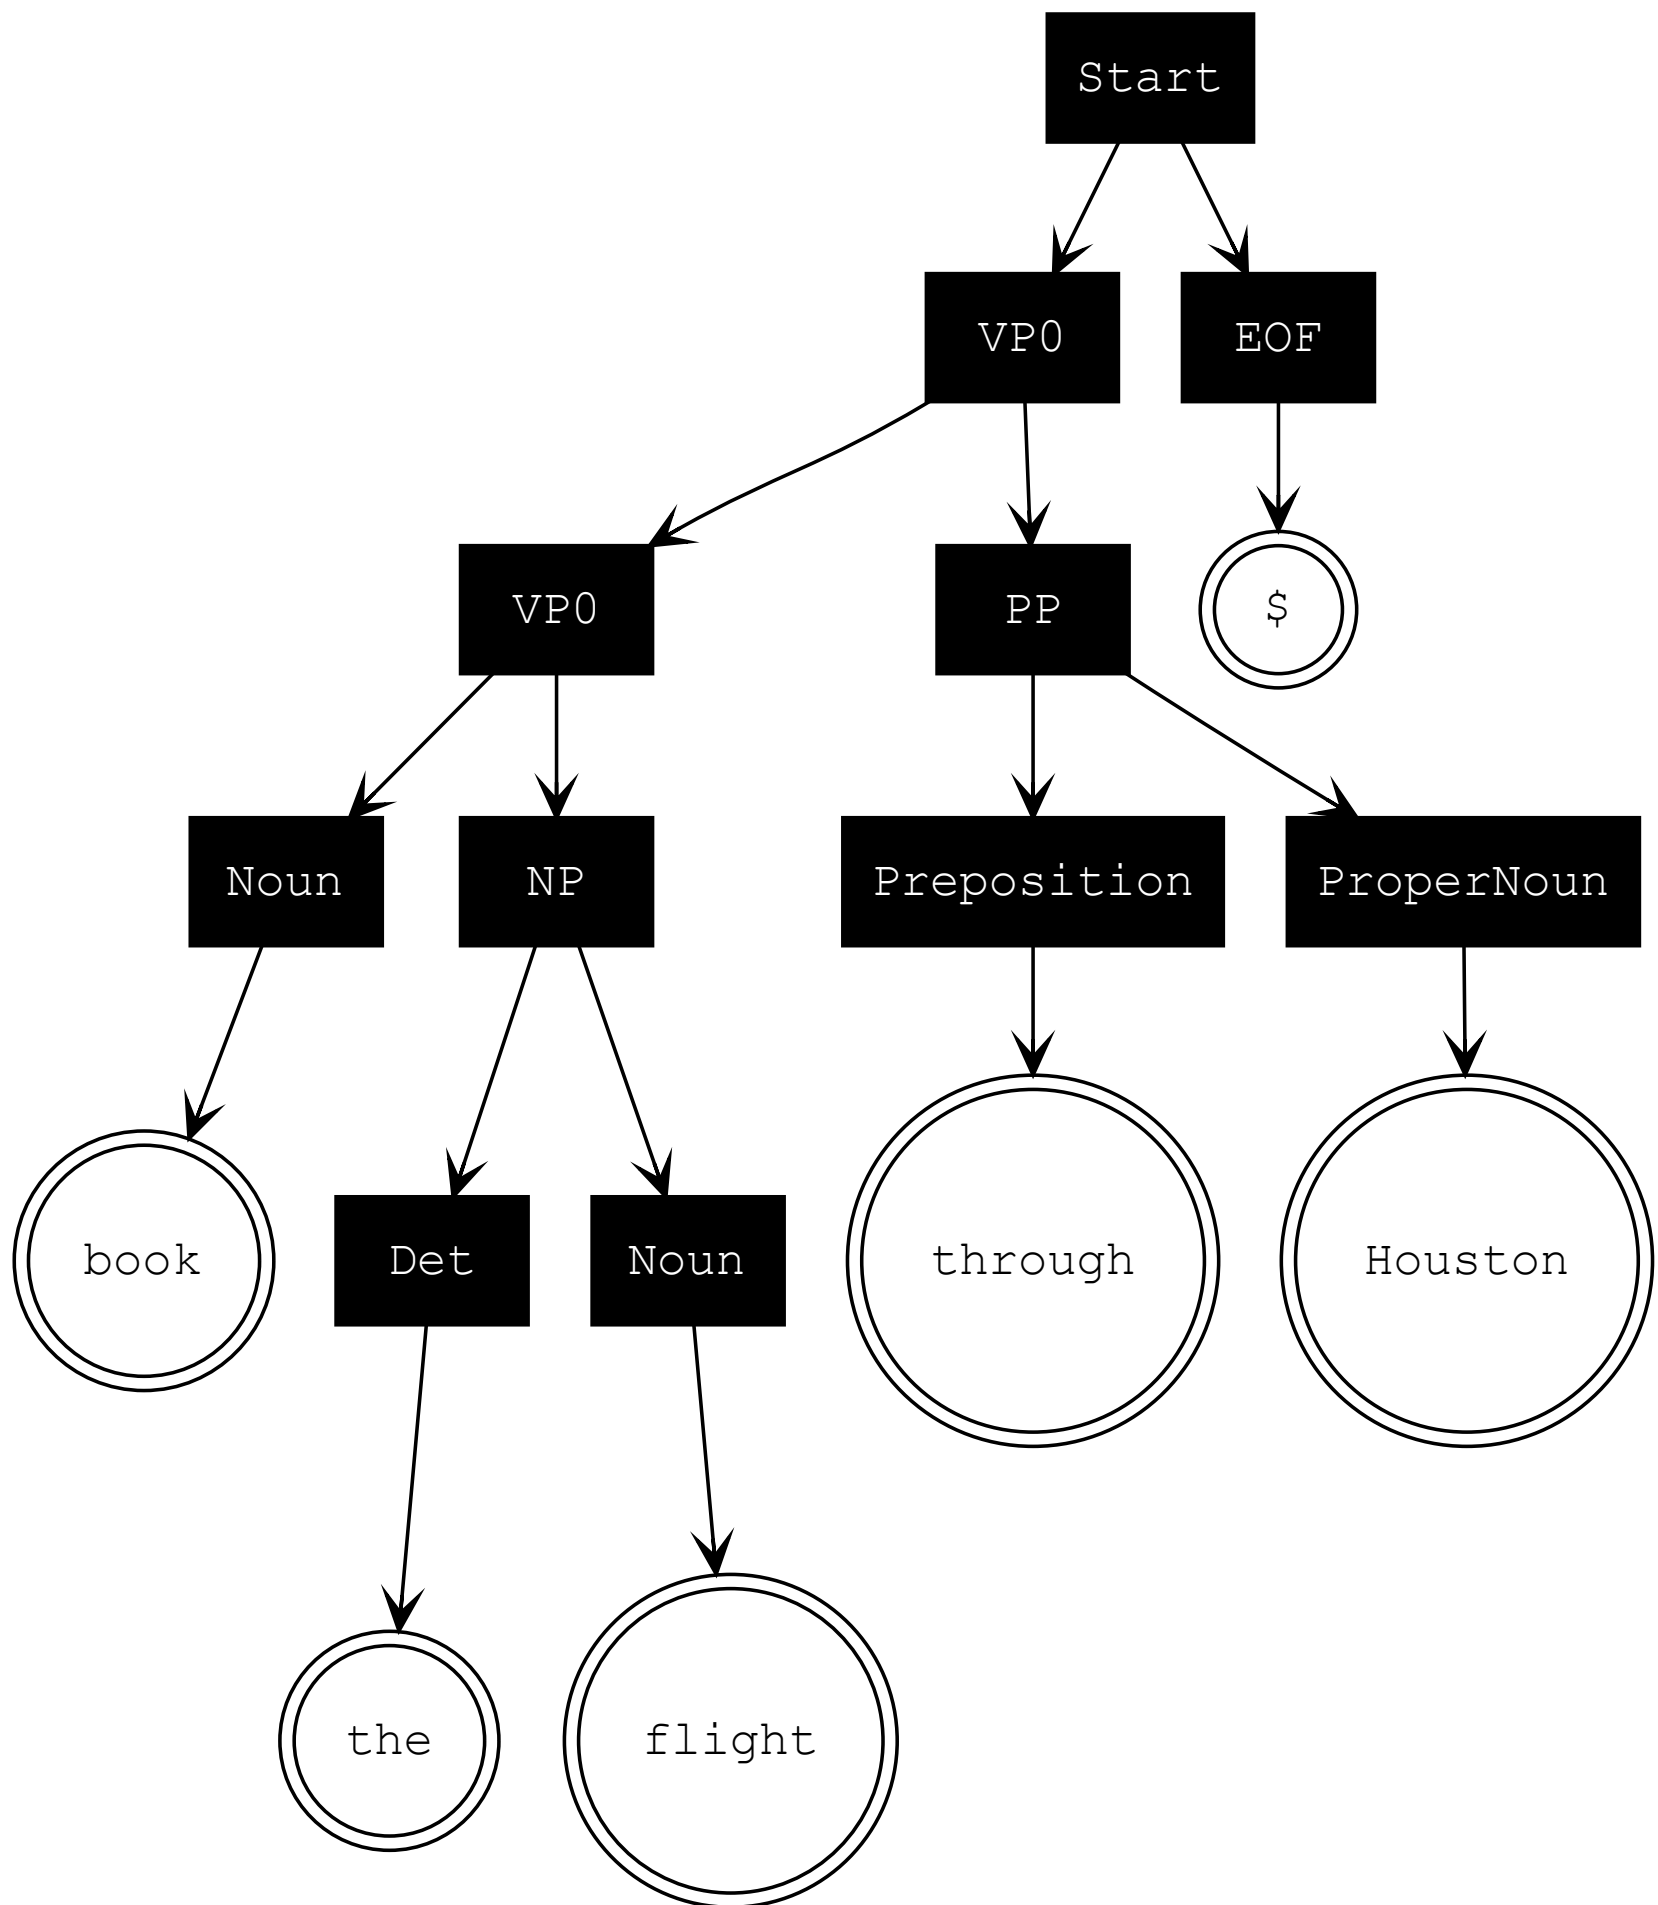 Start
VP0 EOF
VP0 PP $
Noun NP Preposition ProperNoun
book Det Noun through Houston
the flight